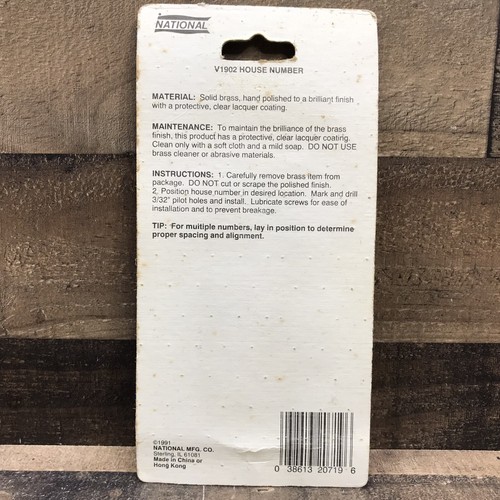 NATIONAL
V1902 HOUSE NUMBER
MATERIAL: Solid brass, hand polished to a brilliant finish
with a protective, clear lacquer coating.
MAINTENANCE: To maintain the brilliance of the brass
finish, this product has a protective, clear lacquer coating.
Clean only with a soft cloth and a mild soap. DO NOT USE
brass cleaner or abrasive materials.
INSTRUCTIONS: 1. Carefully remove brass item from
package. DO NOT cut or scrape the polished finish.
2. Position house number in desired location. Mark and drill
3/32" pilot holes and install. Lubricate screws for ease of
installation and to prevent breakage.
TIP: For multiple numbers, lay in position to determine
proper spacing and alignment.
©1991
NATIONAL MFG. CO.
Sterling, IL 61081
Made in China or
Hong Kong
0 38613 20719 6